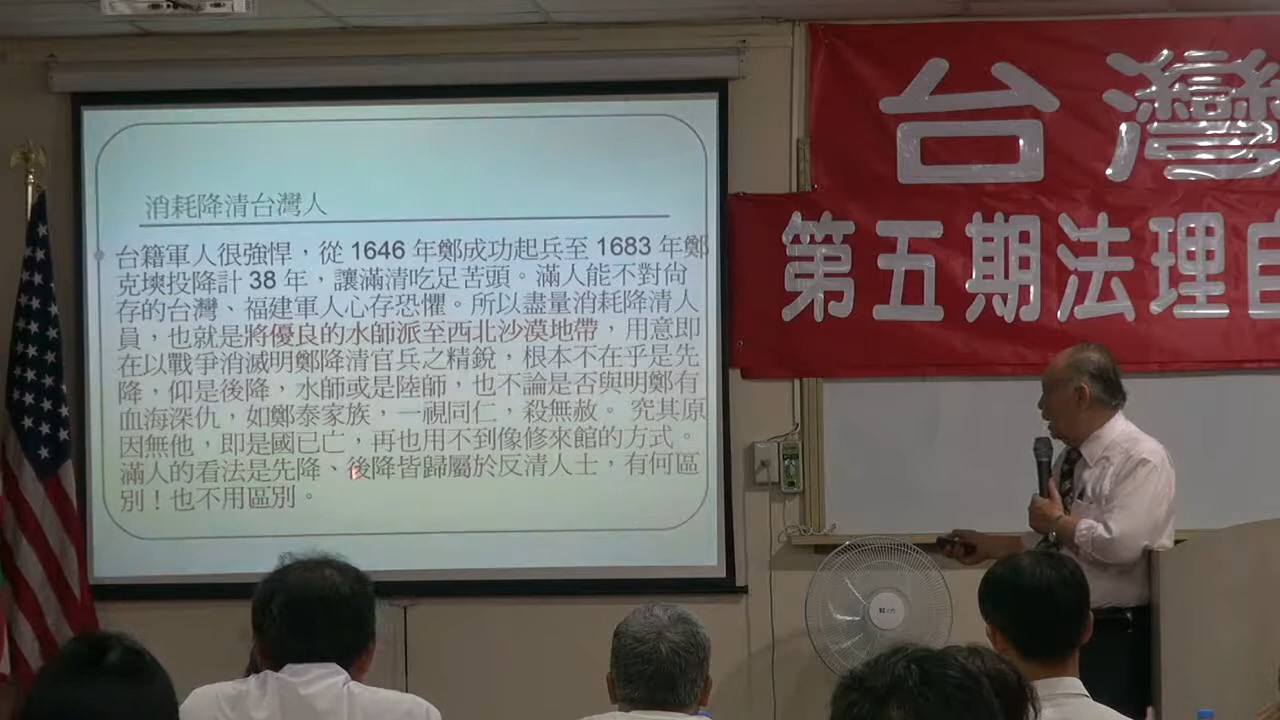 消耗降清台灣人
台籍軍人很強悍，從 1646 年鄭成功起兵至 1683 年鄭
克塽投降計 38 年，讓滿清吃足苦頭。滿人能不對尚
存的台灣、福建軍人心存恐懼。所以盡量消耗降清人
員，也就是將優良的水師派至西北沙漠地帶，用意即
在以戰爭消滅明鄭降清官兵之精銳，根本不在乎是先
降，仰是後降，水師或是陸師，也不論是否與明鄭有
血海深仇，如鄭泰家族，一視同仁，殺無赦。 究其原
因無他，即是國已亡，再也用不到像修來館的方式。
滿人的看法是先降、後降皆歸屬於反清人士，有何區
別！也不用區別。
台灣
第五期法理自